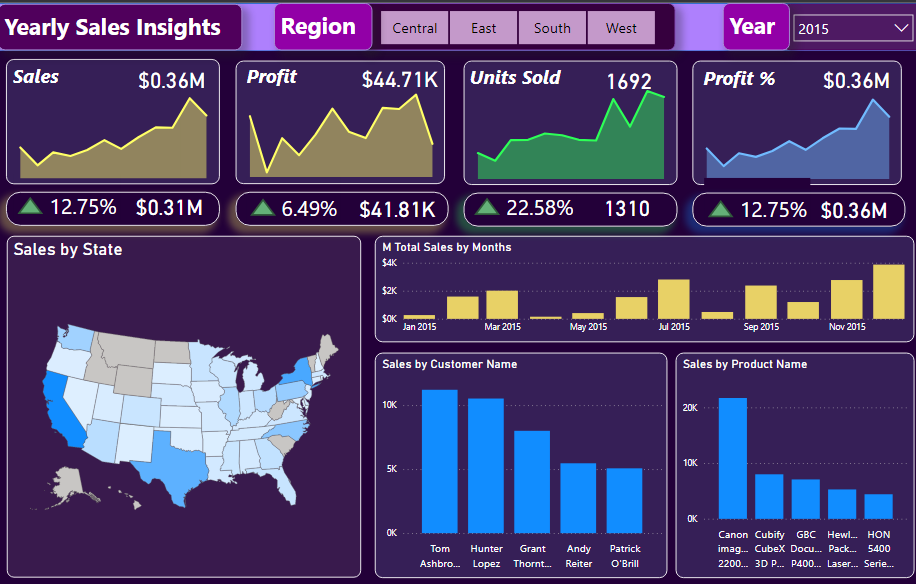 Yearly Sales Insights
Region
Central
East
South
West
Year
2015
Sales
$0.36M
Profit
$44.71K
Units Sold
1692
Profit %
$0.36M
12.75%
$0.31M
6.49%
$41.81K
22.58%
1310
12.75%
$0.36M
Sales by State
M Total Sales by Months
$4K
$2K
$0K
Jan 2015
Mar 2015
May 2015
Jul 2015
Sep 2015
Nov 2015
Sales by Customer Name
10K
5K
0K
Tom
Ashbro...
Hunter
Lopez
Grant
Thornt...
Andy
Reiter
Patrick
O'Brill
Sales by Product Name
20K
10K
0K
Canon
imag...
2200...
Cubify
CubeX
3D P...
GBC
Docu...
P400...
Hewl...
Pack...
Laser...
HON
5400
Serie...